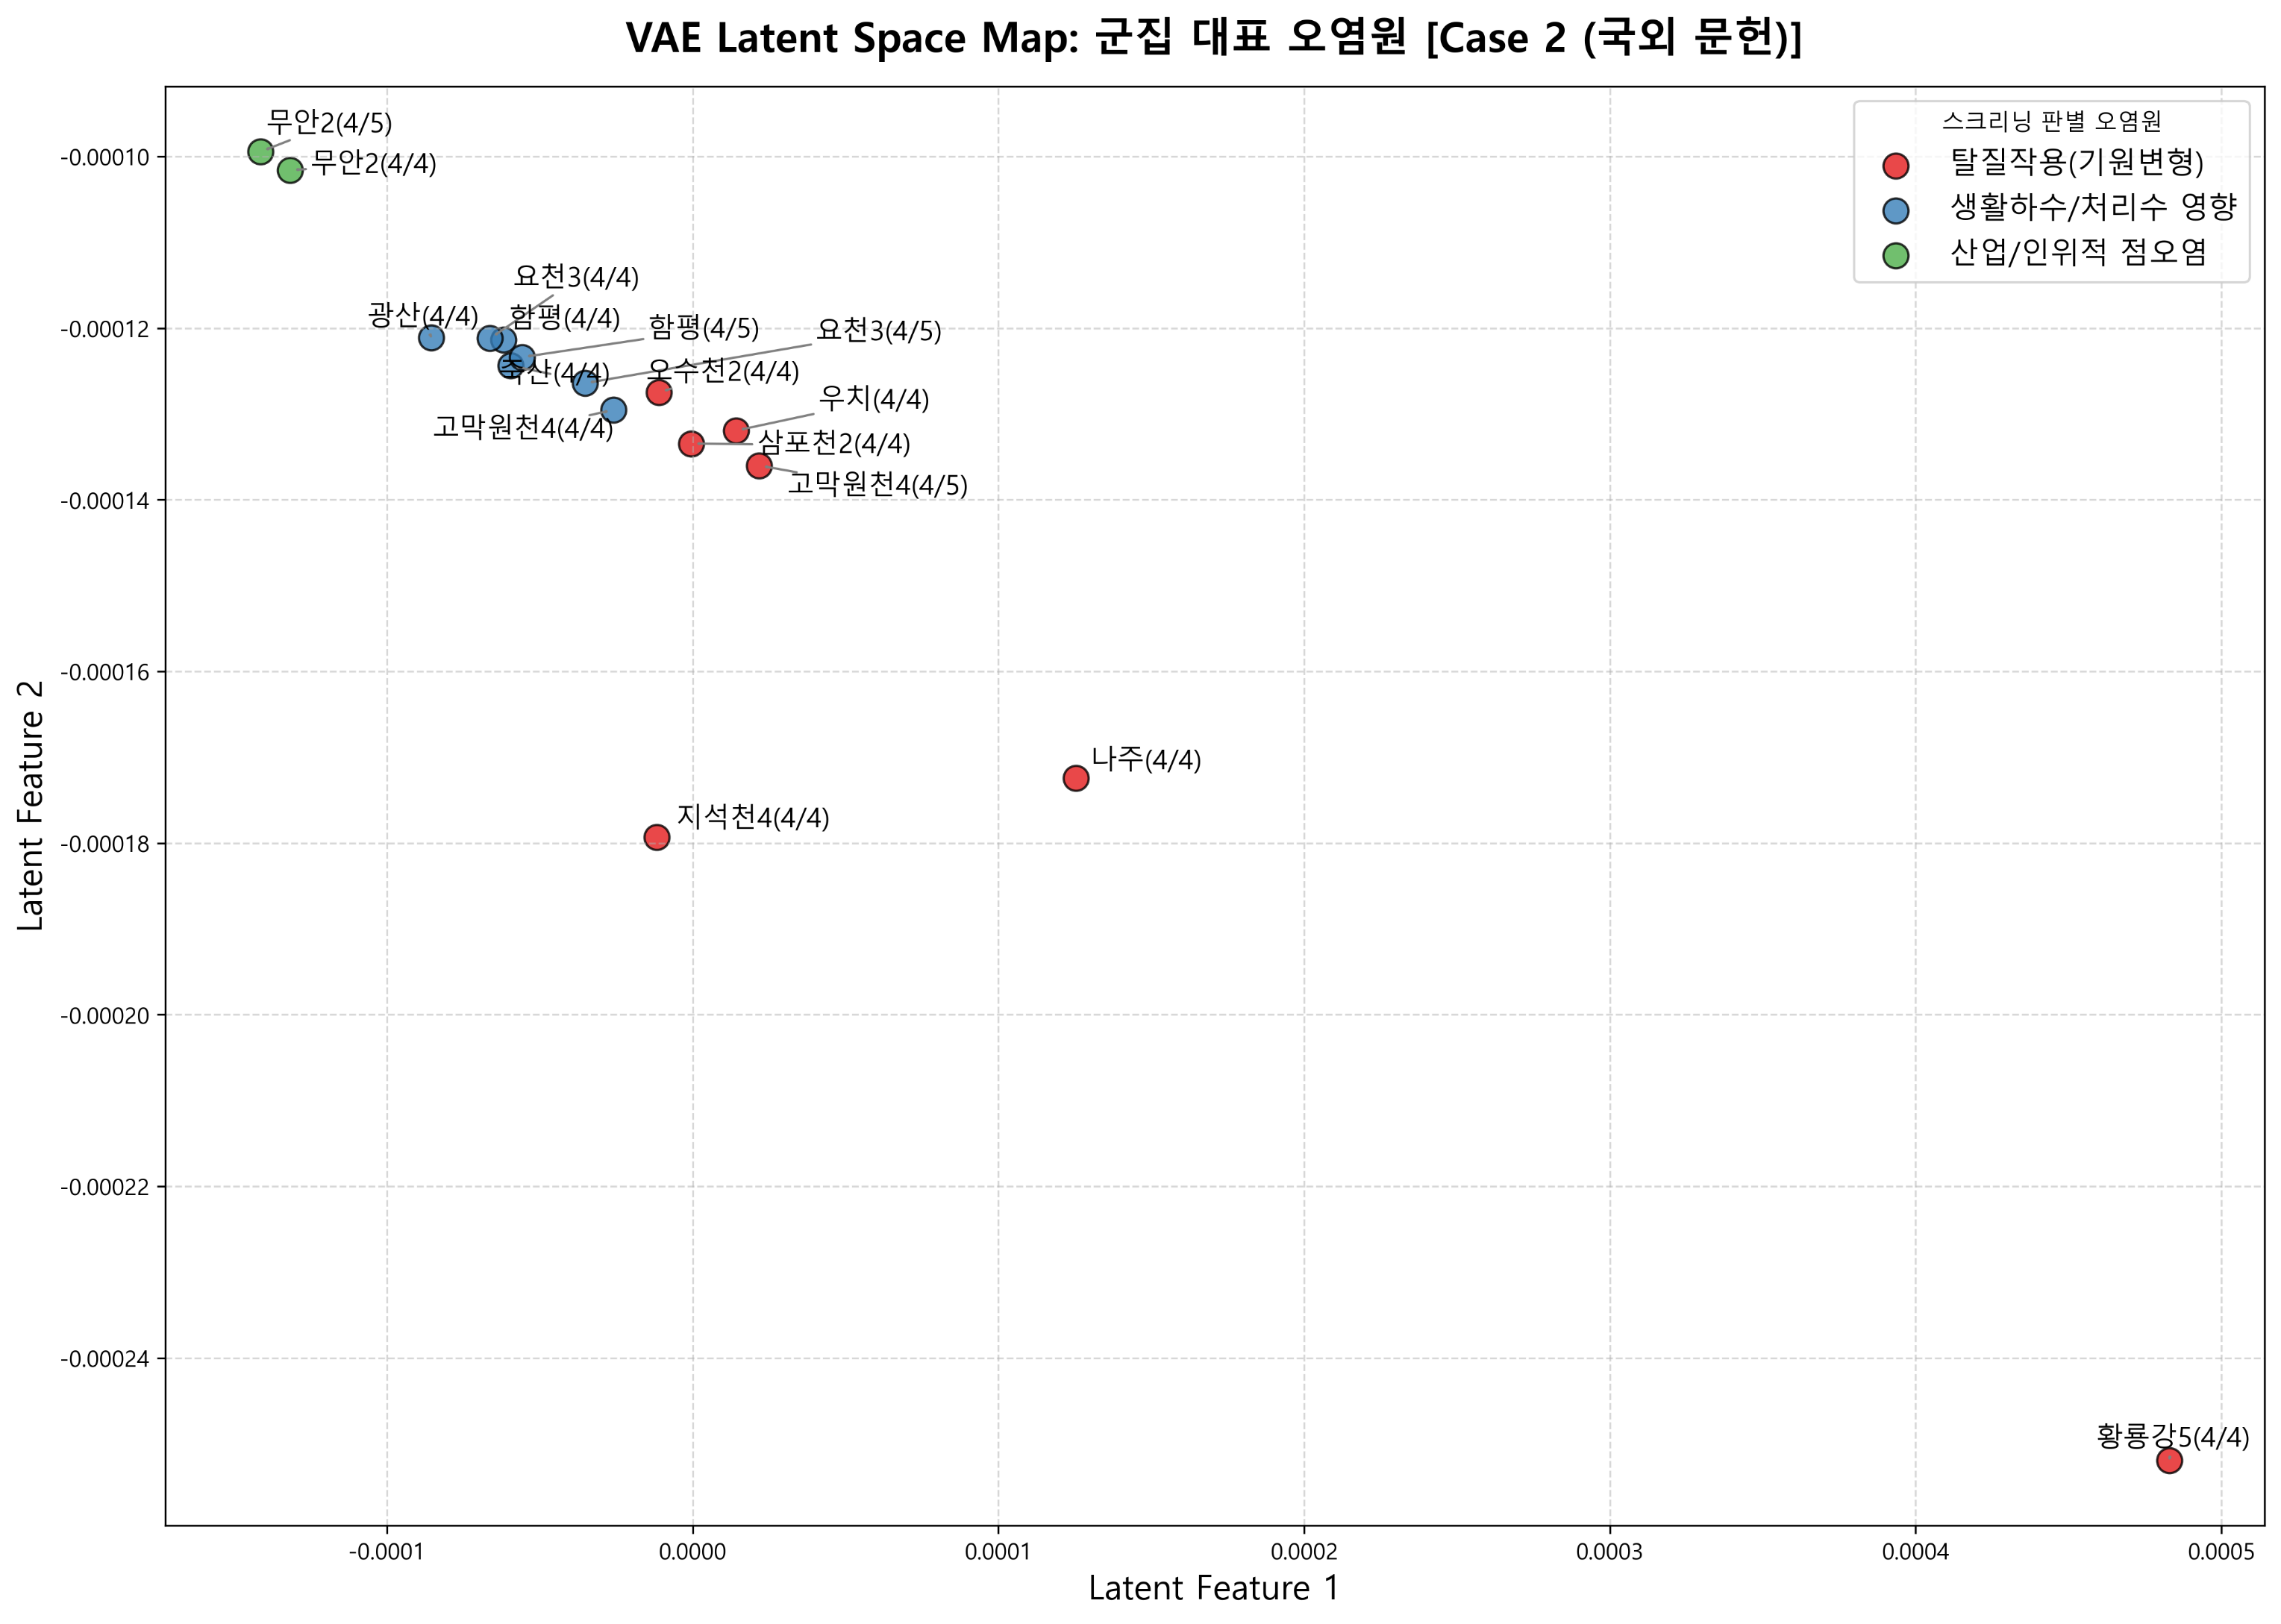 VAE Latent Space Map: 군집 대표 오염원 [Case 2 (국외 문헌)]
스크리닝 판별 오염원
탈질작용(기원변형)
생활하수/처리수 영향
산업/인위적 점오염
무안2(4/5)
무안2(4/4)
요천3(4/4)
광산(4/4)
함평(4/4)
함평(4/5)
요천3(4/5)
(4/4)
오수천2(4/4)
우치(4/4)
고막원천4(4/4)
삼포천2(4/4)
고막원천4(4/5)
나주(4/4)
지석천4(4/4)
황룡강5(4/4)
Latent Feature 2
-0.00010
-0.00012
-0.00014
-0.00016
-0.00018
-0.00020
-0.00022
-0.00024
-0.0001
0.0000
0.0001
0.0002
0.0003
0.0004
0.0005
Latent Feature 1